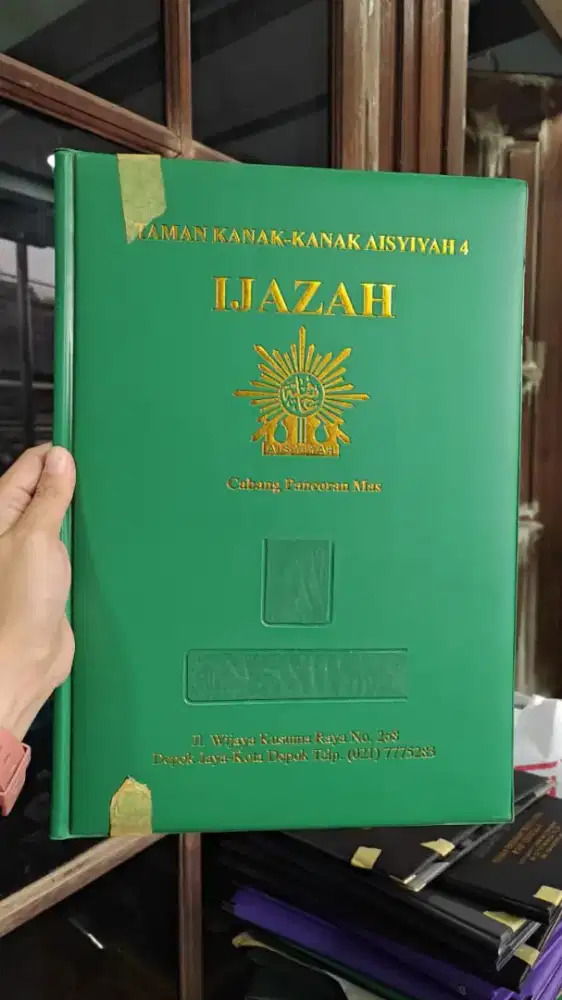 TAMAN KANAK-KANAK AISYIYAH 4
IJAZAH
AISYIYAH
Cabang Pancoran Mas
Jl. Wijaya Kusuma Raya No. 268
Depok Jaya-Kota Depok Telp. (021) 7775283